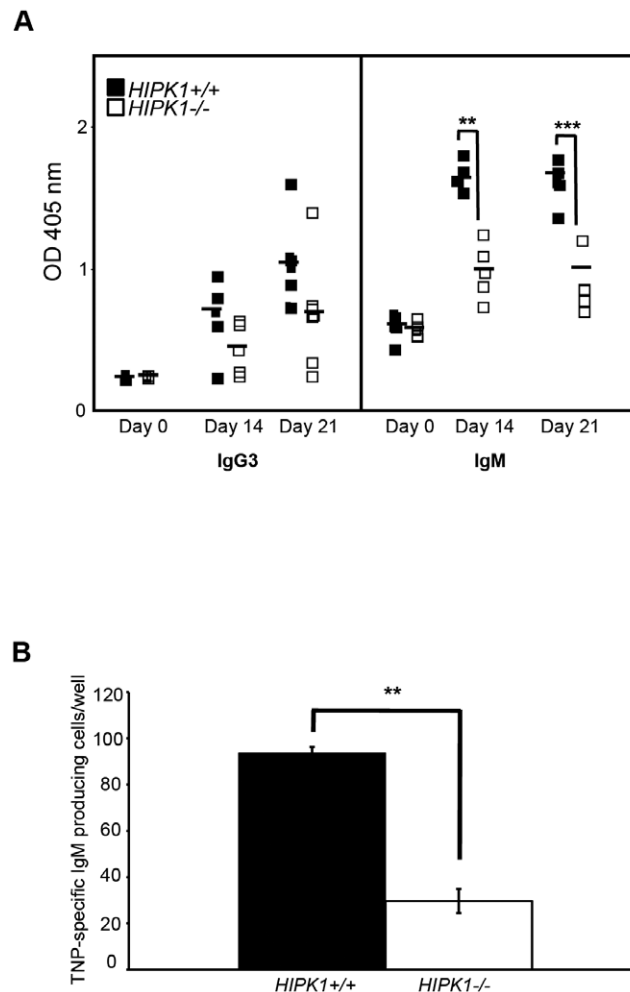 A
HIPK1+/+
HIPK1-/-
OD 405 nm
2
1
0
**
***
Day 0 Day 14 Day 21 Day 0 Day 14 Day 21
IgG3 IgM
B
TNP-specific IgM producing cells/well
120
100
80
60
40
20
0
**
HIPK1+/+ HIPK1-/-